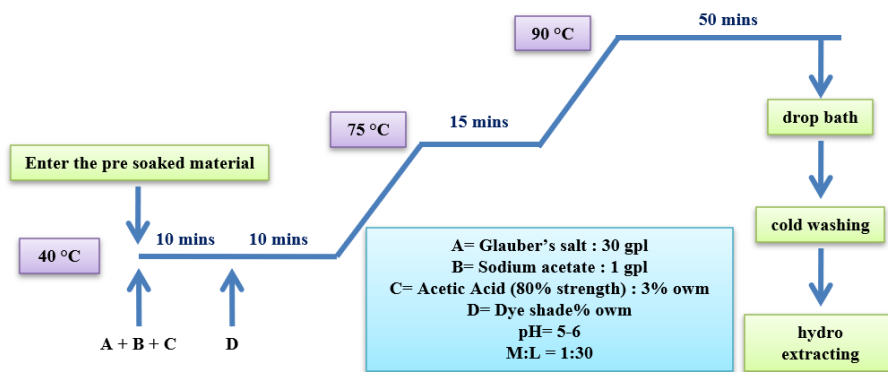 50 mins
90 °C
15 mins
75 °C
drop bath
Enter the pre soaked material
cold washing
10 mins
10 mins
40 °C
A + B + C
D
A= Glauber’s salt : 30 gpl
B= Sodium acetate : 1 gpl
C= Acetic Acid (80% strength) : 3% owm
D= Dye shade% owm
pH= 5-6
M:L = 1:30
hydro
extracting